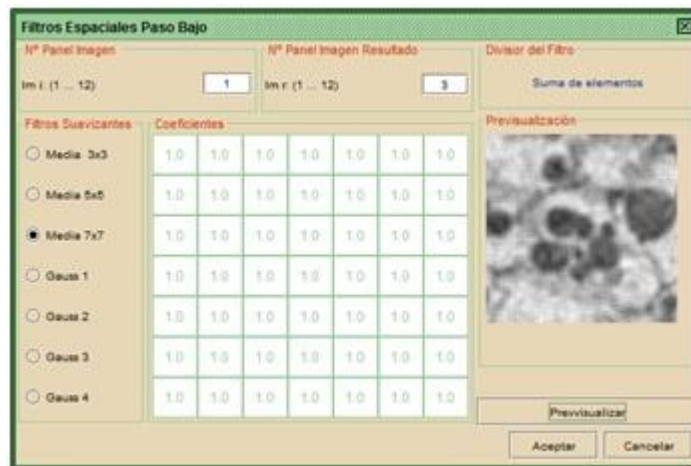 Filtros Espaciales Paso Bajo
Nº Panel Imagen
Im i: (1 ... 12)
1
Nº Panel Imagen Resultado
Im r: (1 ... 12)
3
Divisor del Filtro
Suma de elementos
Filtros Suavizantes
Media 3x3
Media 5x5
Media 7x7
Gauss 1
Gauss 2
Gauss 3
Gauss 4
Coeficientes
1.0 1.0 1.0 1.0 1.0 1.0 1.0
1.0 1.0 1.0 1.0 1.0 1.0 1.0
1.0 1.0 1.0 1.0 1.0 1.0 1.0
1.0 1.0 1.0 1.0 1.0 1.0 1.0
1.0 1.0 1.0 1.0 1.0 1.0 1.0
1.0 1.0 1.0 1.0 1.0 1.0 1.0
1.0 1.0 1.0 1.0 1.0 1.0 1.0
Previsualización
Prevvisualizar
Aceptar
Cancelar